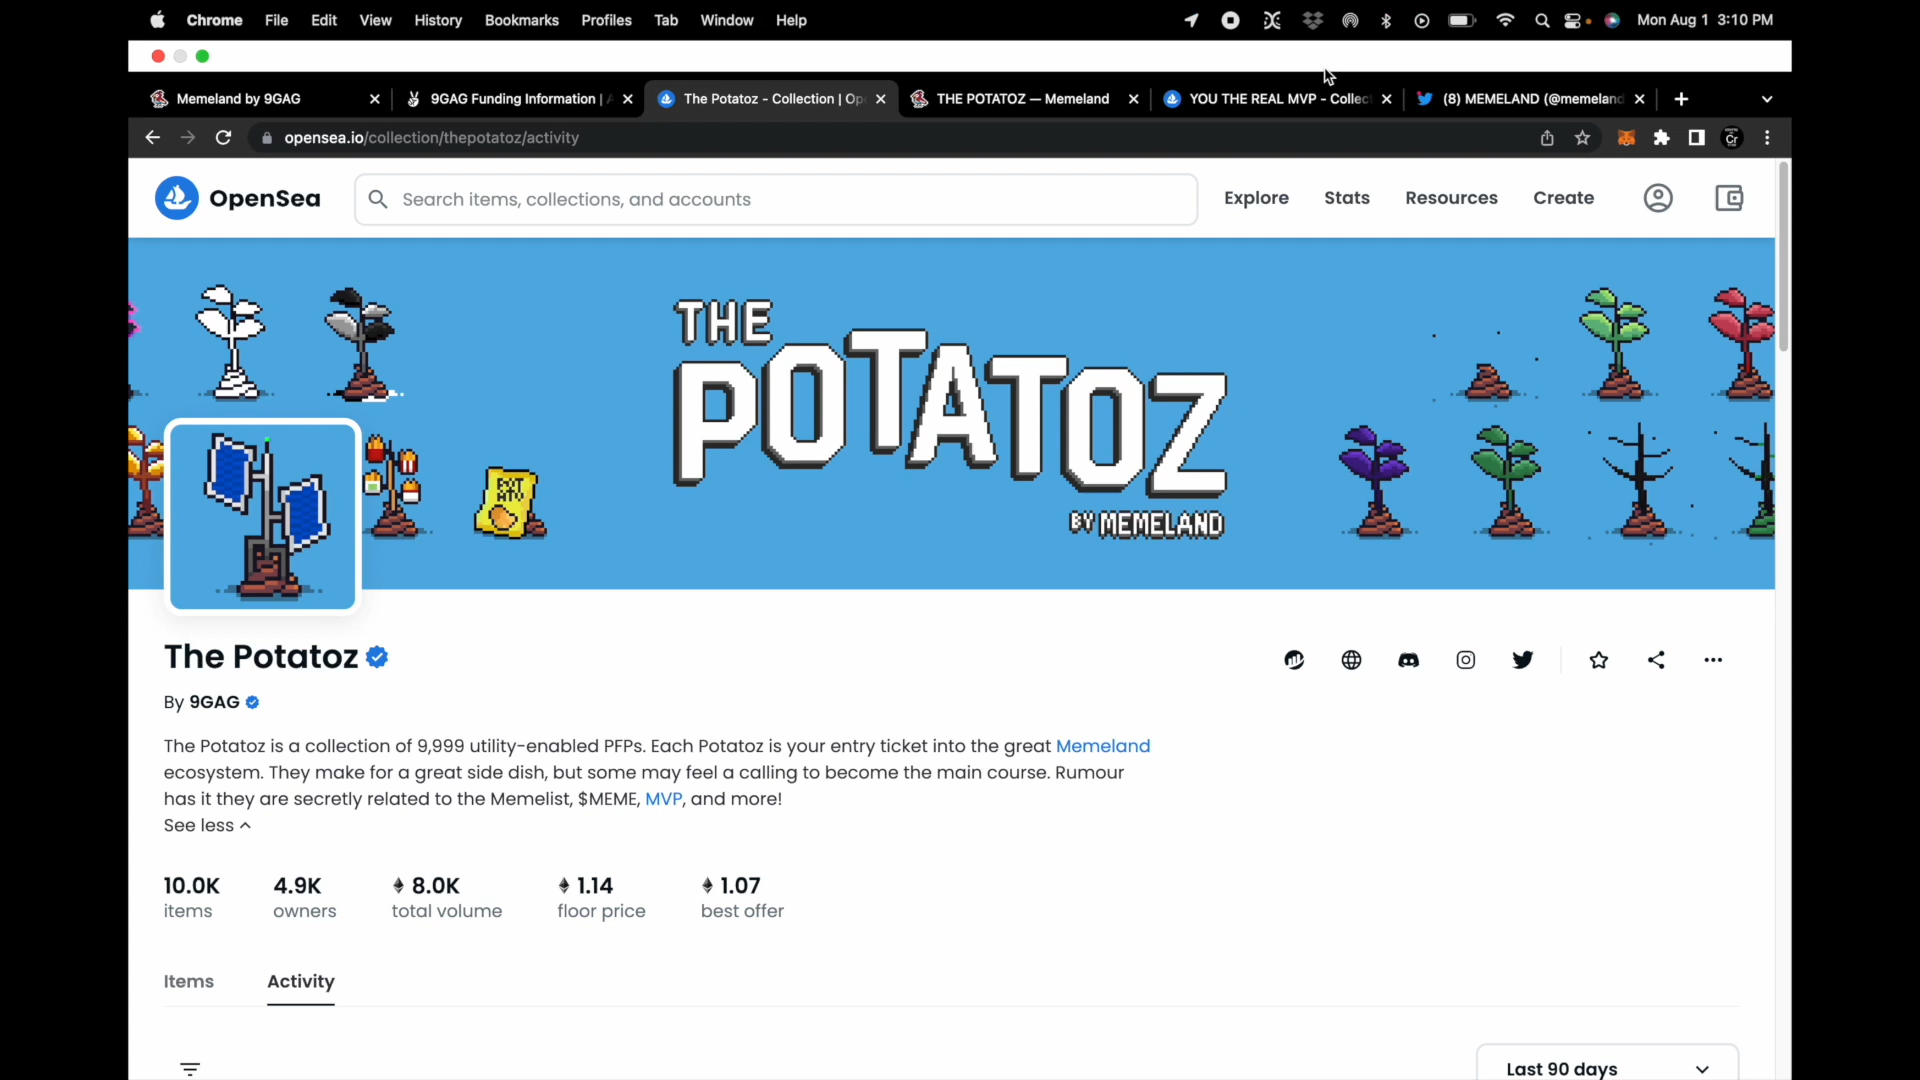 Chrome File Edit View History Bookmarks Profiles Tab Window Help Mon Aug 1 3:10 PM
Memeland by 9GAG 9GAG Funding Information | The Potatoz - Collection | Op THE POTATOZ — Memeland YOU THE REAL MVP - Collec (8) MEMELAND (@memeland
opensea.io/collection/thepotatoz/activity
OpenSea Search items, collections, and accounts Explore Stats Resources Create
THE
POTATOZ
BY MEMELAND
The Potatoz
By 9GAG
The Potatoz is a collection of 9,999 utility-enabled PFPs. Each Potatoz is your entry ticket into the great Memeland
ecosystem. They make for a great side dish, but some may feel a calling to become the main course. Rumour
has it they are secretly related to the Memelist, $MEME, MVP, and more!
See less
10.0K 4.9K 8.0K 1.14 1.07
items owners total volume floor price best offer
Items Activity
Last 90 days